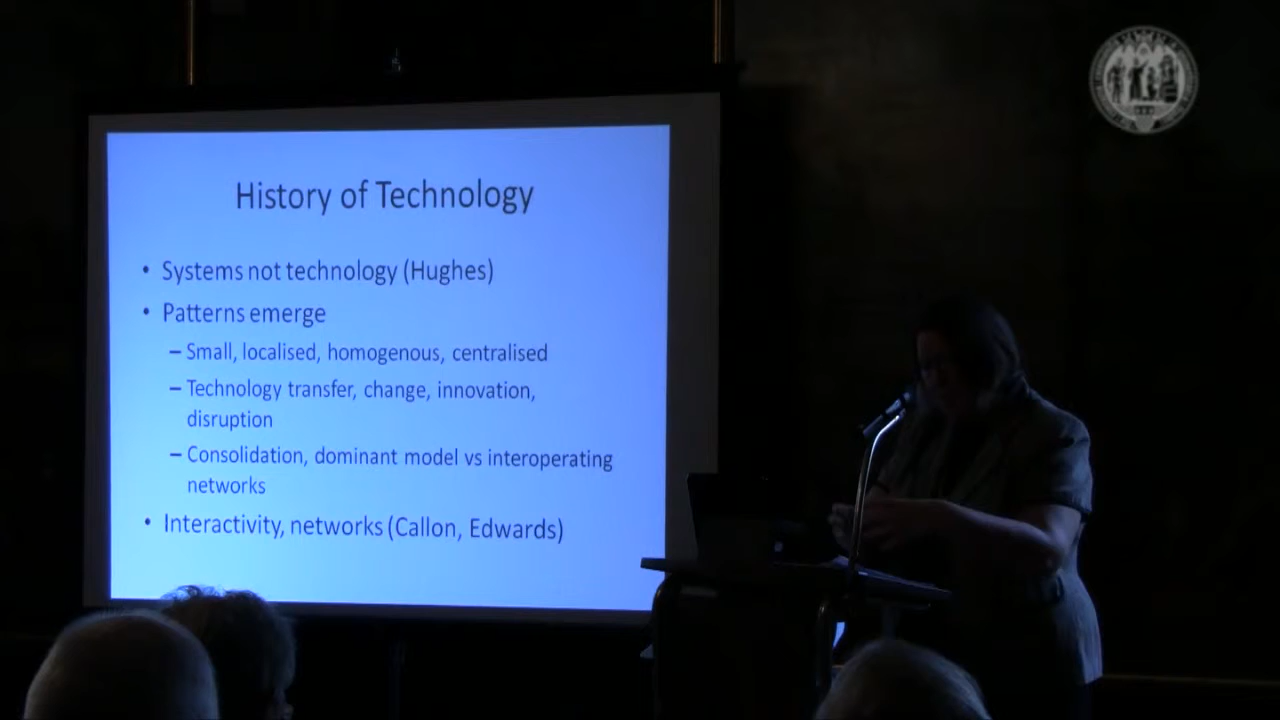 History of Technology
• Systems not technology (Hughes)
• Patterns emerge
– Small, localised, homogenous, centralised
– Technology transfer, change, innovation,
disruption
– Consolidation, dominant model vs interoperating
networks
• Interactivity, networks (Callon, Edwards)